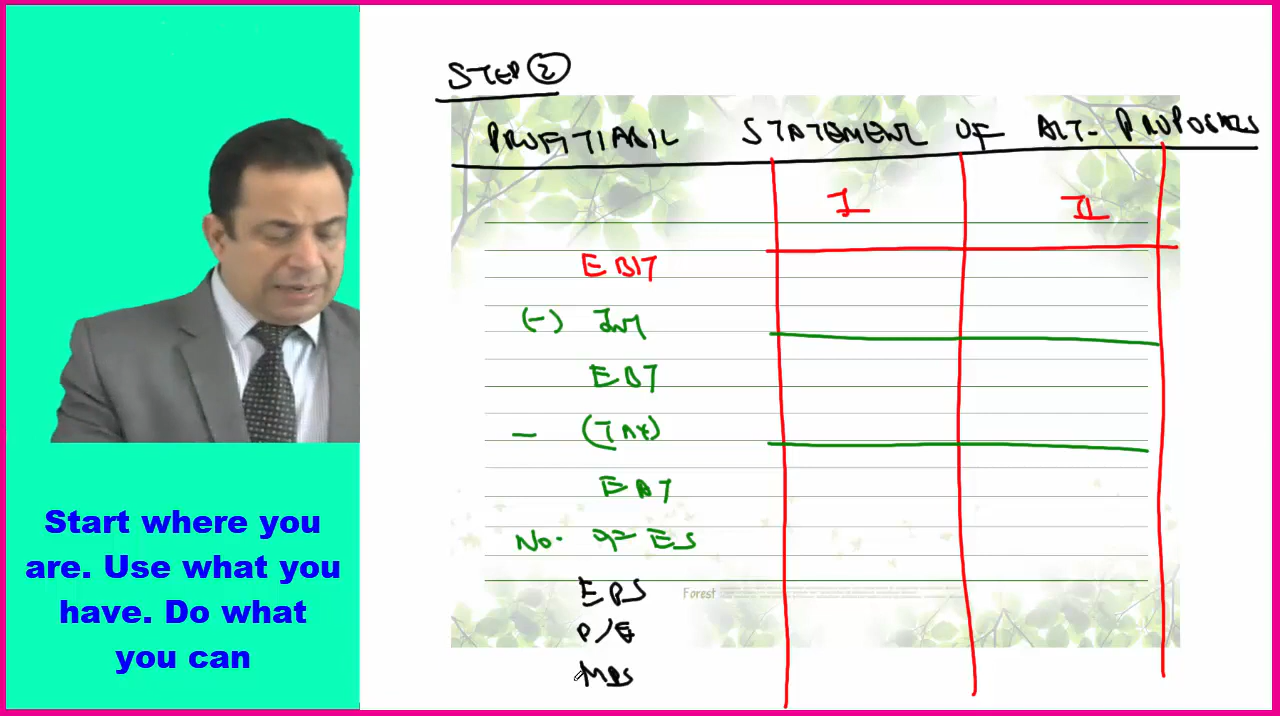 Start where you
are. Use what you
have. Do what
you can
STEP 2
PROFITIABIL STATEMENT OF ALT- PROPOSALS
I II
EBIT
(-) Int
EBT
- (TAX)
EAT
No. of ES
EPS
Forest
P/E
MPS